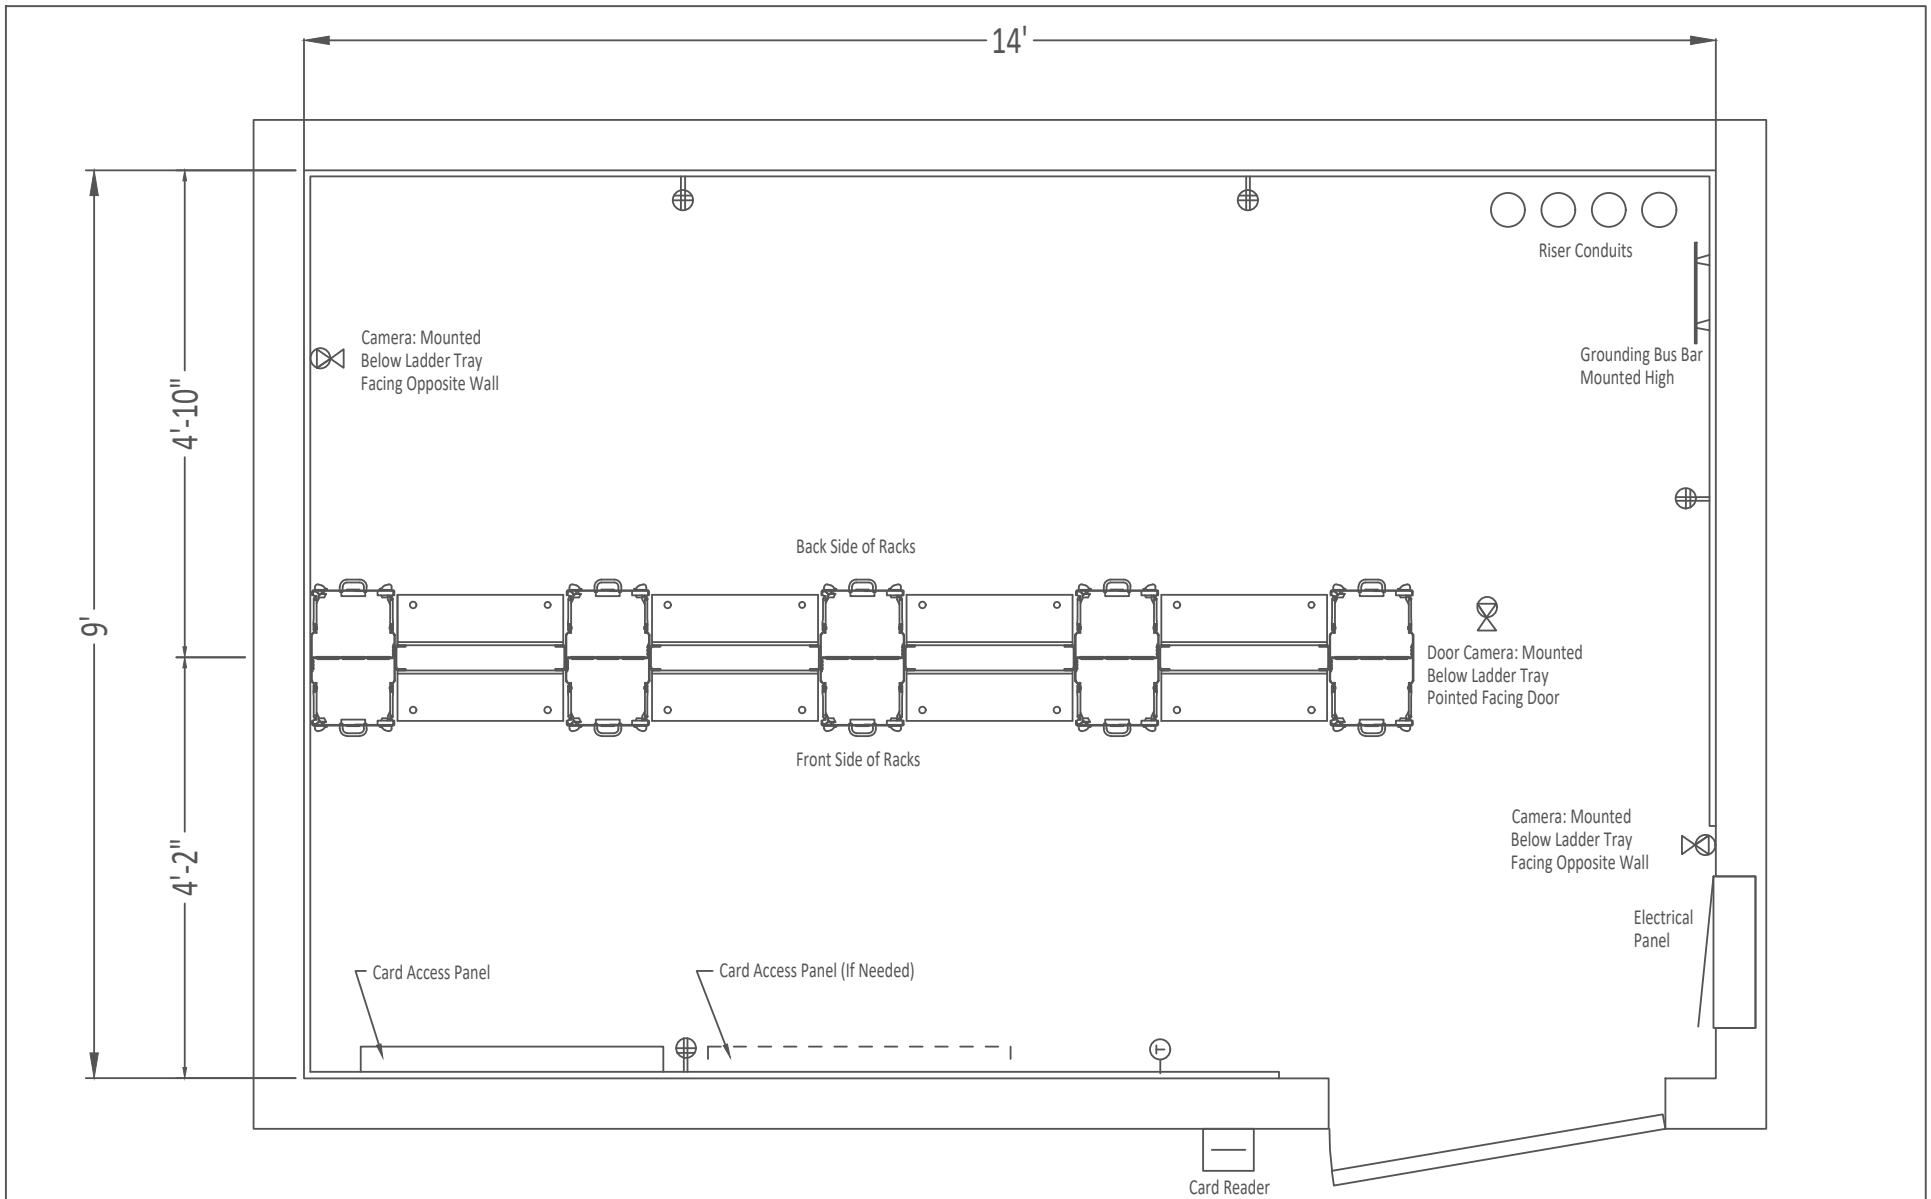 14'
Riser Conduits
Camera: Mounted
Below Ladder Tray
Facing Opposite Wall
Grounding Bus Bar
Mounted High
4'-10"
9'
Back Side of Racks
Door Camera: Mounted
Below Ladder Tray
Pointed Facing Door
Front Side of Racks
4'-2"
Camera: Mounted
Below Ladder Tray
Facing Opposite Wall
Electrical
Panel
Card Access Panel
Card Access Panel (If Needed)
T
Card Reader